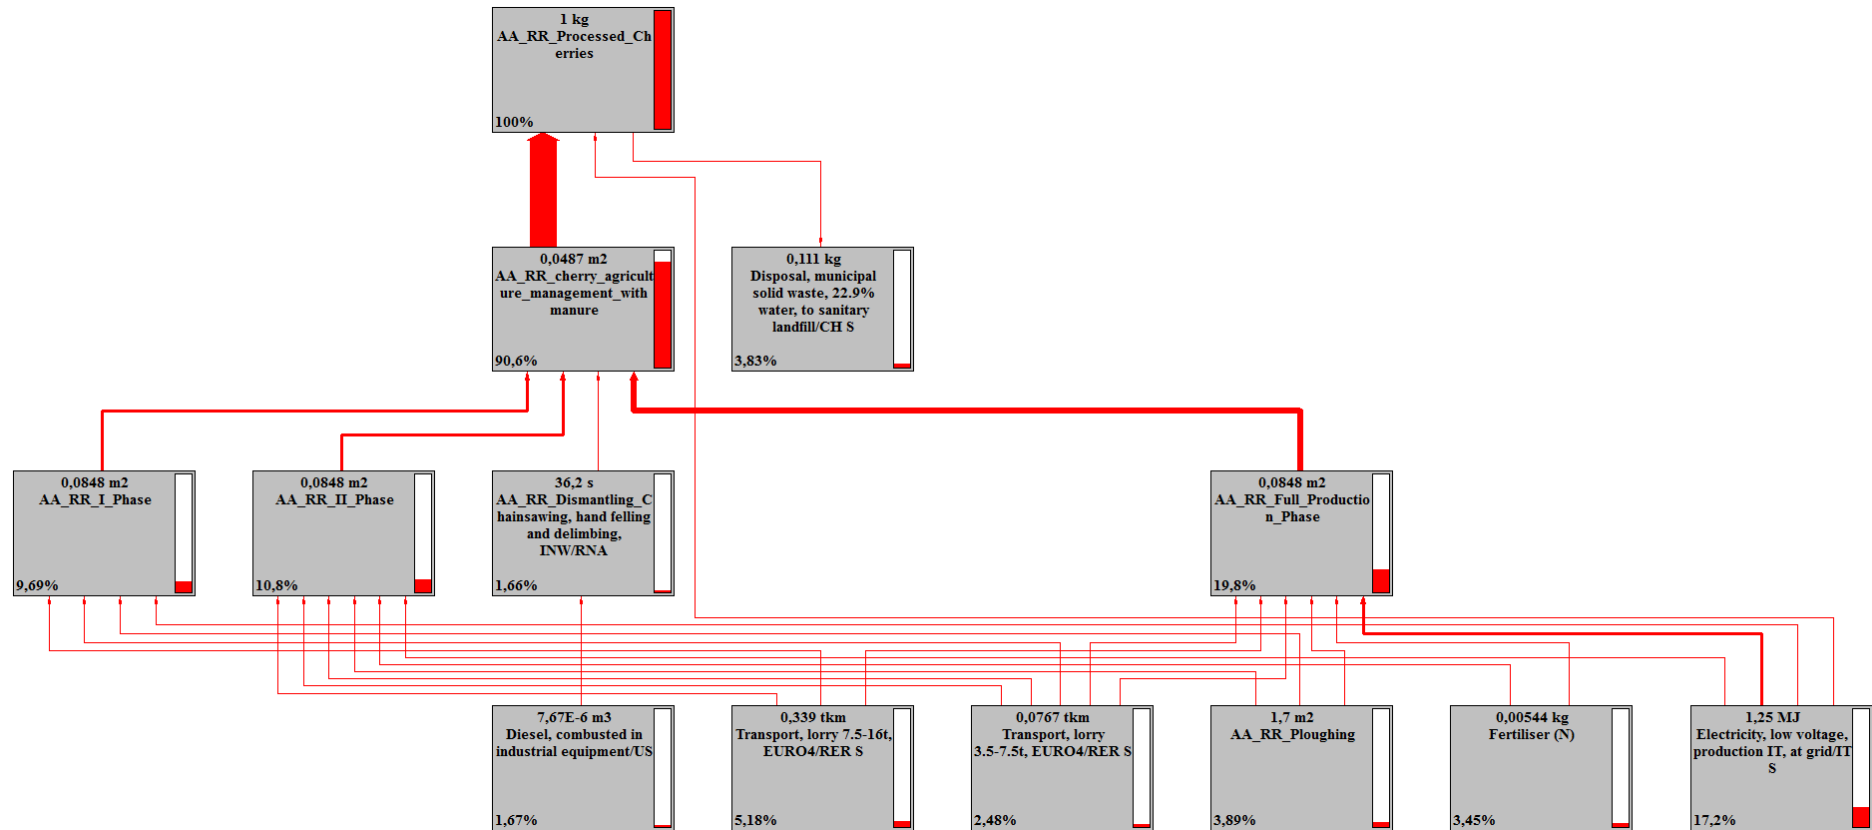 1 kg
AA_RR_Processed_Ch
erries
100%
0,0487 m2
AA_RR_cherry_agricult
ure_management_with
manure
90,6%
0,111 kg
Disposal, municipal
solid waste, 22.9%
water, to sanitary
landfill/CH S
3,83%
0,0848 m2
AA_RR_I_Phase
9,69%
0,0848 m2
AA_RR_II_Phase
10,8%
36,2 s
AA_RR_Dismantling_C
hainsawing, hand felling
and delimbing,
INW/RNA
1,66%
0,0848 m2
AA_RR_Full_Productio
n_Phase
19,8%
7,67E-6 m3
Diesel, combusted in
industrial equipment/US
1,67%
0,339 tkm
Transport, lorry 7.5-16t,
EURO4/RER S
5,18%
0,0767 tkm
Transport, lorry
3.5-7.5t, EURO4/RER S
2,48%
1,7 m2
AA_RR_Ploughing
3,89%
0,00544 kg
Fertiliser (N)
3,45%
1,25 MJ
Electricity, low voltage,
production IT, at grid/IT
S
17,2%